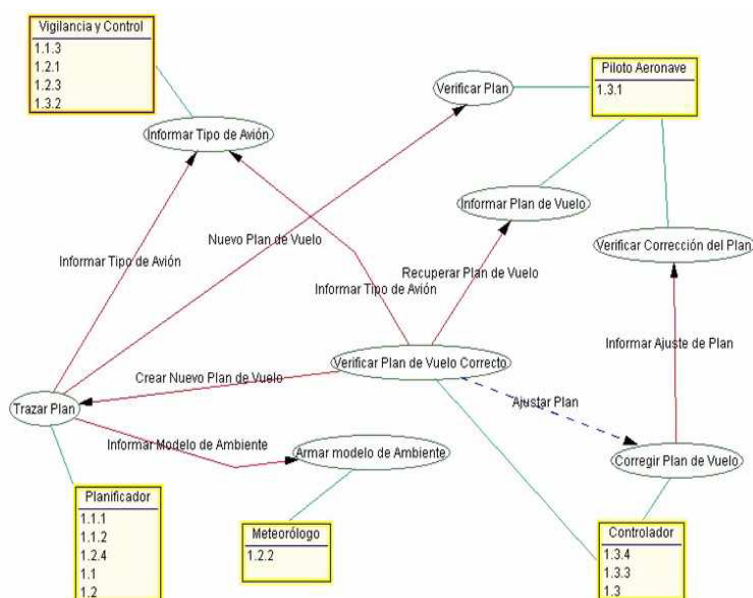 Vigilancia y Control
1.1.3
1.2.1
1.2.3
1.3.2
Piloto Aeronave
1.3.1
Verificar Plan
Informar Tipo de Avión
Informar Plan de Vuelo
Nuevo Plan de Vuelo
Verificar Corrección del Plan
Informar Tipo de Avión
Recuperar Plan de Vuelo
Informar Tipo de Avión
Informar Ajuste de Plan
Verificar Plan de Vuelo Correcto
Crear Nuevo Plan de Vuelo
Trazar Plan
Ajustar Plan
Informar Modelo de Ambiente
Armar modelo de Ambiente
Corregir Plan de Vuelo
Planificador
1.1.1
1.1.2
1.2.4
1.1
1.2
Meteorólogo
1.2.2
Controlador
1.3.4
1.3.3
1.3